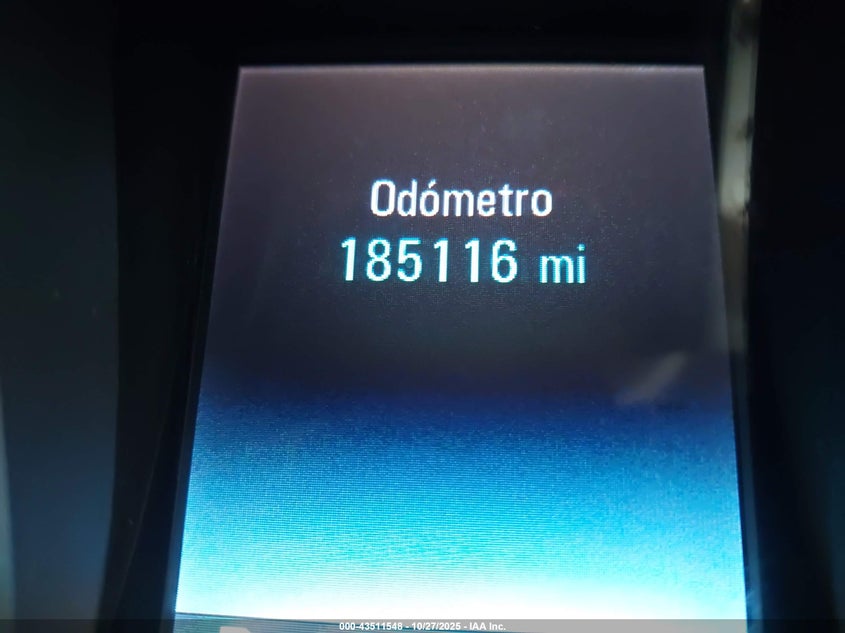 Odómetro
185116 mi
000-43511548 - 10/27/2025 - IAA Inc.